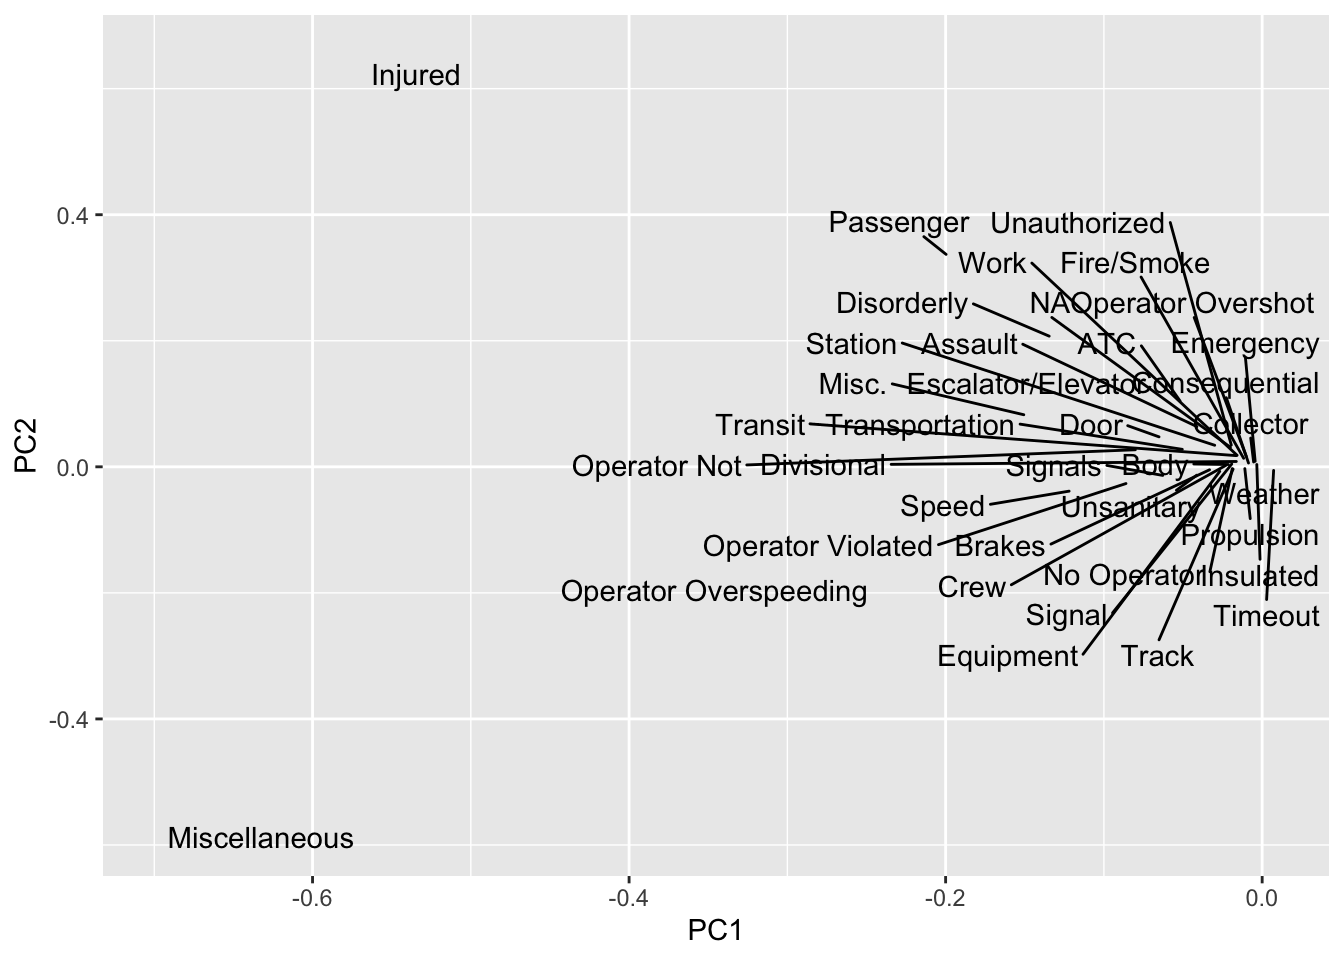 Injured
0.4
Passenger Unauthorized
Work Fire/Smoke
Disorderly NA Operator Overshot
Station Assault ATC Emergency
Misc. Escalator/Elevator Consequential
Transit Transportation Door Collector
0.0
Operator Not Divisional Signals Body
Weather
Speed Unsanitary
Propulsion
Operator Violated Brakes
No Operator Insulated
Operator Overspeeding Crew
Signal Timeout
Equipment Track
-0.4
Miscellaneous
PC2
-0.6 -0.4 -0.2 0.0
PC1